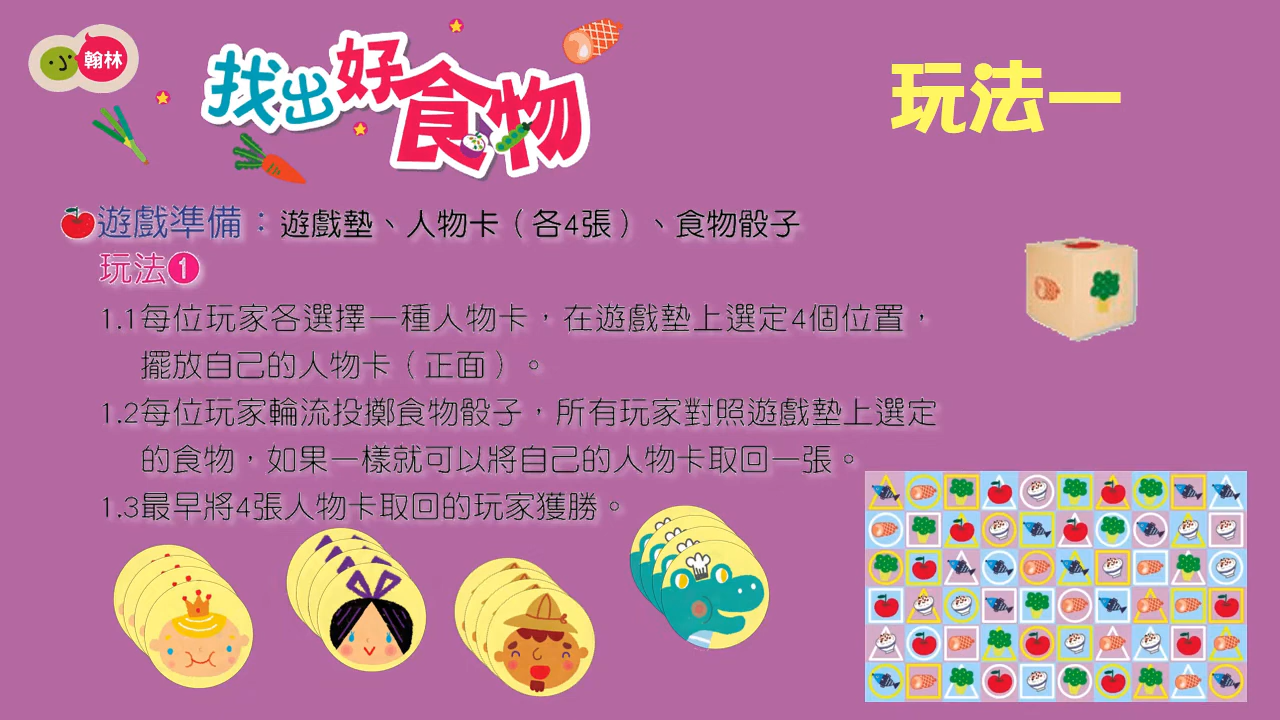 翰林
找出好食物
玩法一
遊戲準備：遊戲墊、人物卡（各4張）、食物骰子
玩法1
1.1每位玩家各選擇一種人物卡，在遊戲墊上選定4個位置，
擺放自己的人物卡（正面）。
1.2每位玩家輪流投擲食物骰子，所有玩家對照遊戲墊上選定
的食物，如果一樣就可以將自己的人物卡取回一張。
1.3最早將4張人物卡取回的玩家獲勝。